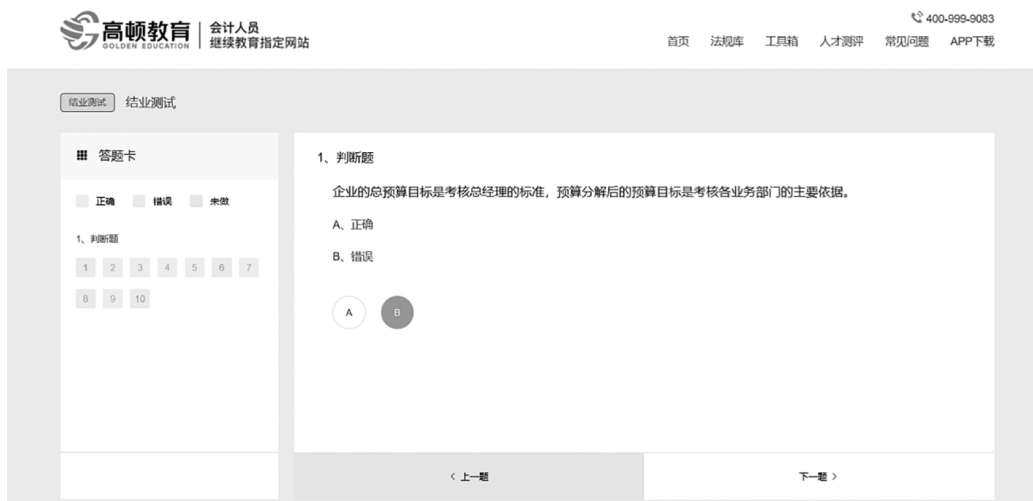 高顿教育
GOLDEN EDUCATION
会计人员
继续教育指定网站
400-999-9083
首页 法规库 工具箱 人才测评 常见问题 APP下载
结业测试 结业测试
答题卡
正确 错误 未做
1、判断题
1 2 3 4 5 6 7
8 9 10
1、判断题
企业的总预算目标是考核总经理的标准，预算分解后的预算目标是考核各业务部门的主要依据。
A、正确
B、错误
A B
< 上一题
下一题 >